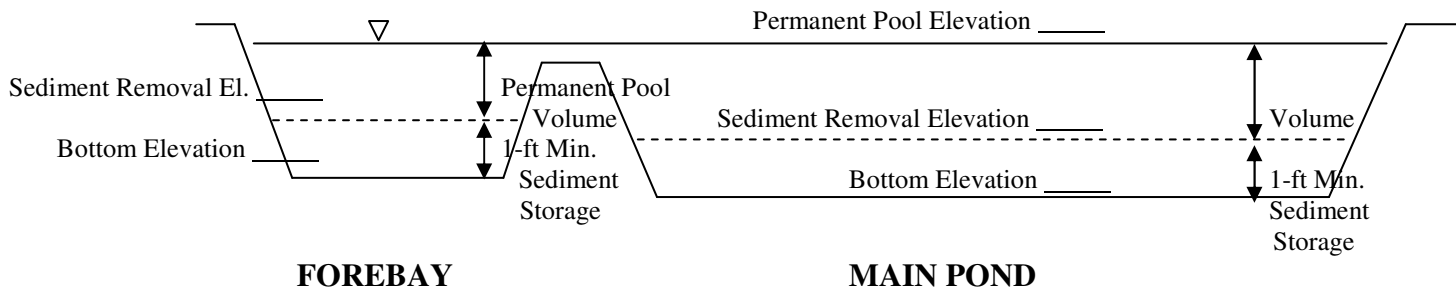 Permanent Pool Elevation
Sediment Removal El.
Permanent Pool
Volume
Sediment Removal Elevation
Volume
Bottom Elevation
1-ft Min.
Sediment
Storage
Bottom Elevation
1-ft Min.
Sediment
Storage
FOREBAY
MAIN POND